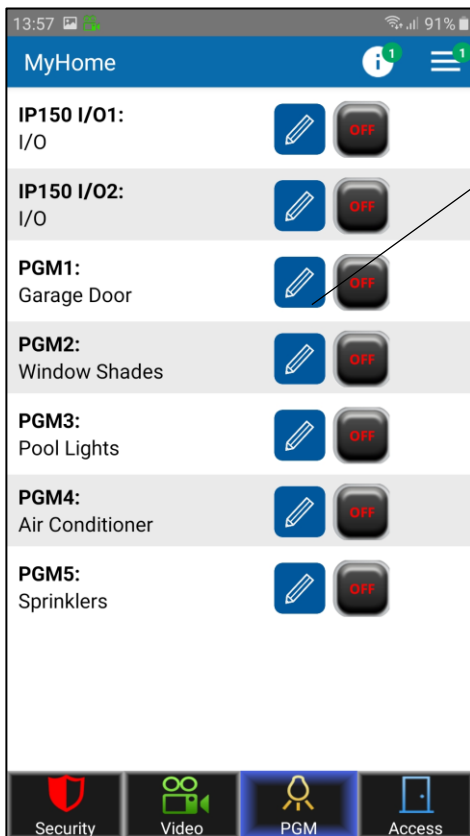 13:57 91%
MyHome i 1 1
IP150 I/O1:
I/O
OFF
IP150 I/O2:
I/O
OFF
PGM1:
Garage Door
OFF
PGM2:
Window Shades
OFF
PGM3:
Pool Lights
OFF
PGM4:
Air Conditioner
OFF
PGM5:
Sprinklers
OFF
Security Video PGM Access